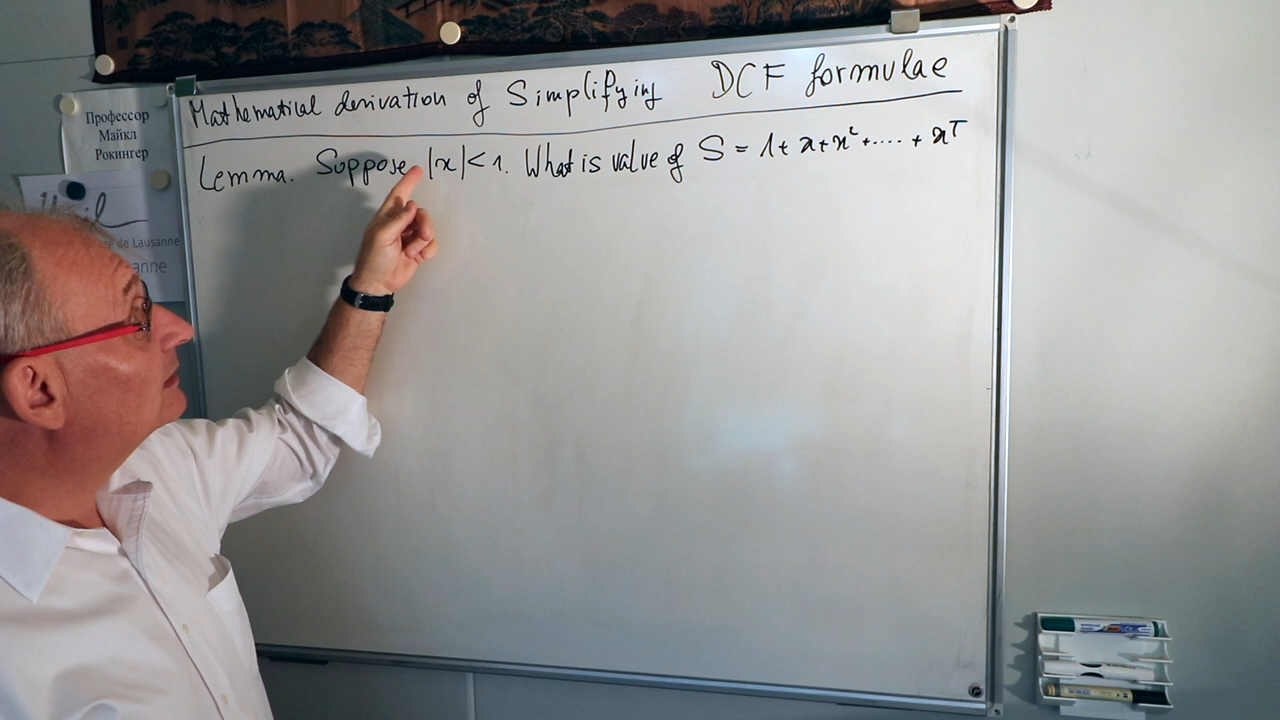 Mathematical derivation of Simplifying DCF formulae
Lemma. Suppose |x| < 1. What is value of S = 1 + x + x² + ..... + x^T
Профессор
Майкл
Рокингер
de Lausanne
anne